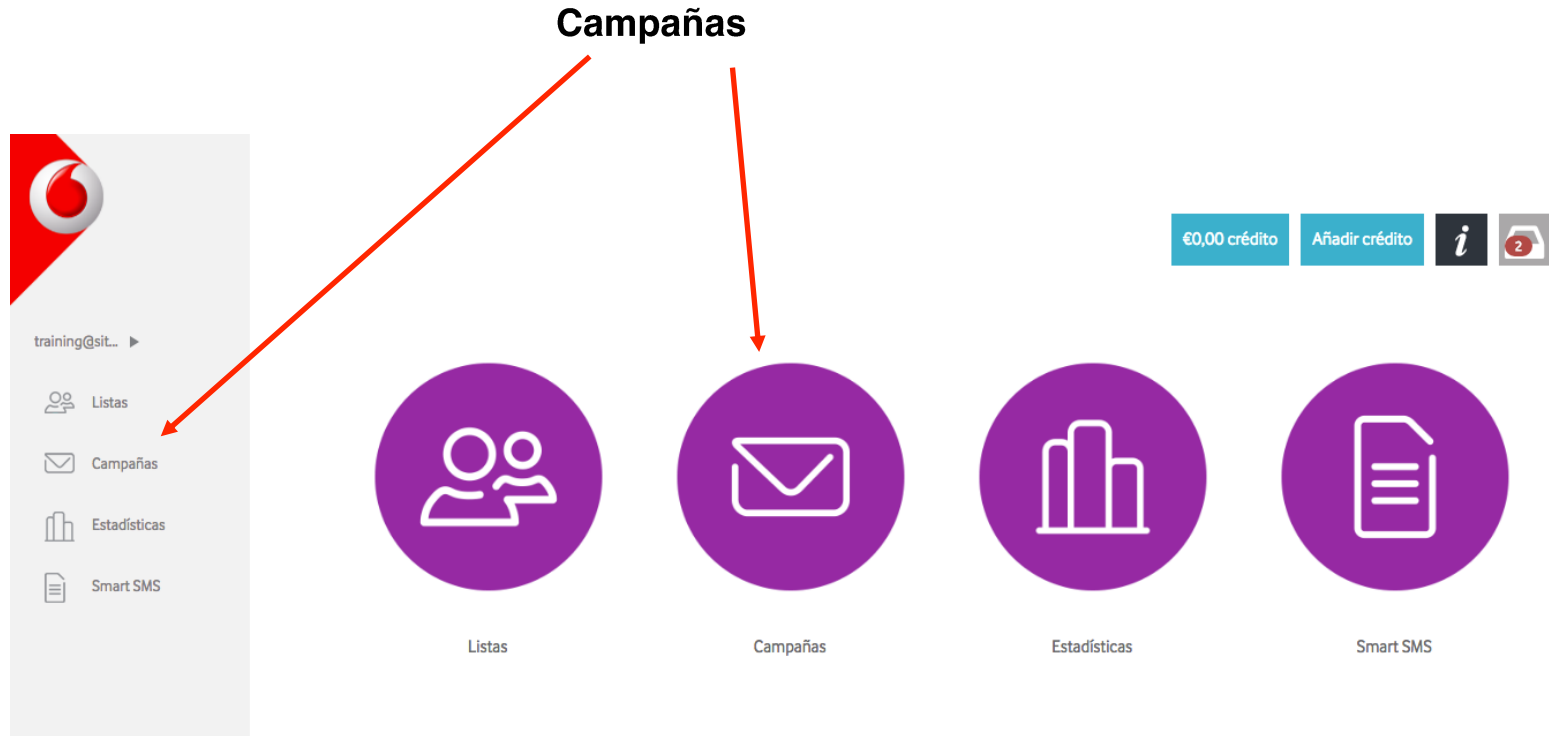 Campañas
€0,00 crédito
Añadir crédito
i
2
training@sit...
Listas
Campañas
Estadísticas
Smart SMS
Listas
Campañas
Estadísticas
Smart SMS